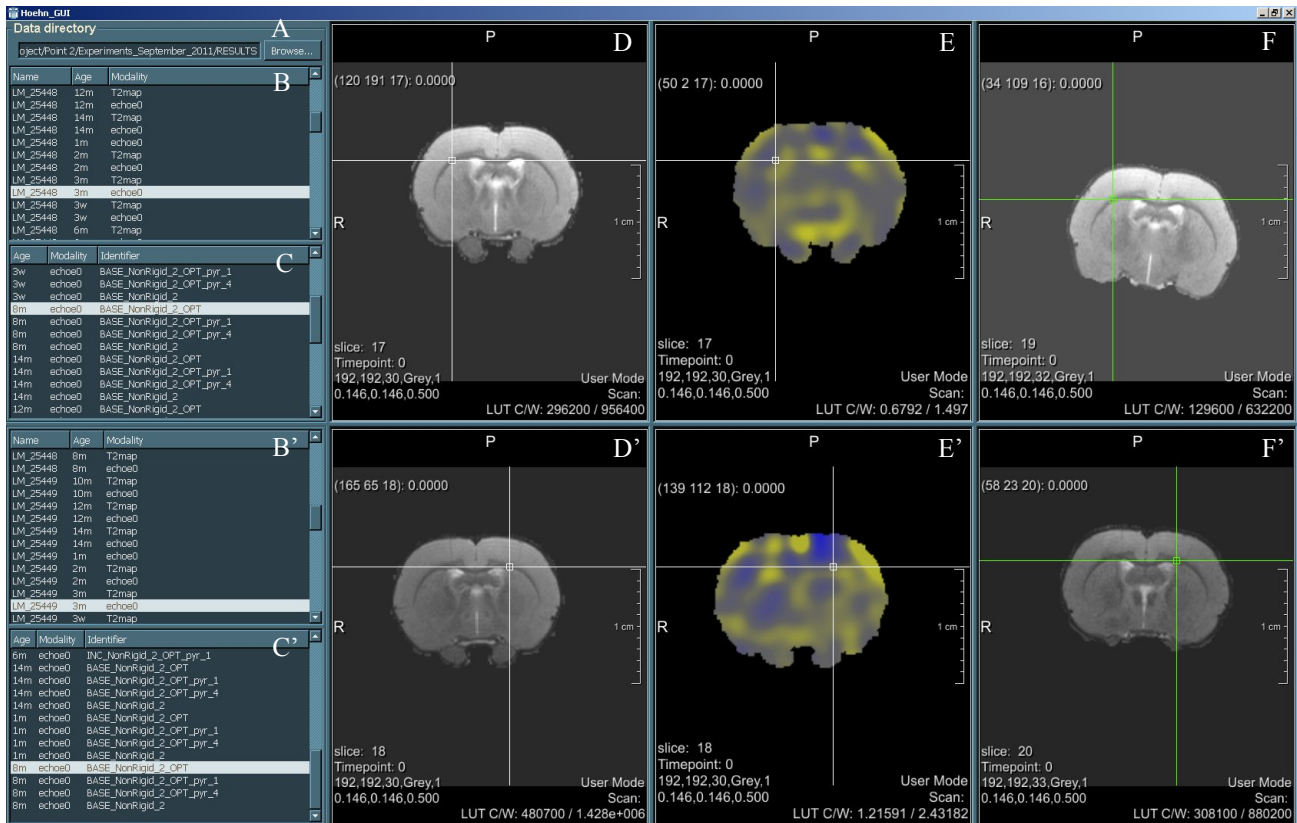 Hoehn_GUI
Data directory
A
oject/Point 2/Experiments_September_2011/RESULTS Browse...
Name Age Modality
B
LM_25448 12m T2map
LM_25448 12m echoe0
LM_25448 14m T2map
LM_25448 14m echoe0
LM_25448 1m echoe0
LM_25448 2m T2map
LM_25448 2m echoe0
LM_25448 3m T2map
LM_25448 3m echoe0
LM_25448 3w T2map
LM_25448 3w echoe0
LM_25448 6m T2map
Age Modality Identifier
C
3w echoe0 BASE_NonRigid_2_OPT_pyr_1
3w echoe0 BASE_NonRigid_2_OPT_pyr_4
3w echoe0 BASE_NonRigid_2
8m echoe0 BASE_NonRigid_2_OPT
8m echoe0 BASE_NonRigid_2_OPT_pyr_1
8m echoe0 BASE_NonRigid_2_OPT_pyr_4
8m echoe0 BASE_NonRigid_2
14m echoe0 BASE_NonRigid_2_OPT
14m echoe0 BASE_NonRigid_2_OPT_pyr_1
14m echoe0 BASE_NonRigid_2_OPT_pyr_4
14m echoe0 BASE_NonRigid_2
12m echoe0 BASE_NonRigid_2_OPT
P
D
(120 191 17): 0.0000
R
1 cm
slice: 17
Timepoint: 0
192,192,30,Grey,1 User Mode
0.146,0.146,0.500 Scan:
LUT C/W: 296200 / 956400
P
E
(50 2 17): 0.0000
R
1 cm
slice: 17
Timepoint: 0
192,192,30,Grey,1 User Mode
0.146,0.146,0.500 Scan:
LUT C/W: 0.6792 / 1.497
P
F
(34 109 16): 0.0000
R
1 cm
slice: 19
Timepoint: 0
192,192,32,Grey,1 User Mode
0.146,0.146,0.500 Scan:
LUT C/W: 129600 / 632200
Name Age Modality
B'
LM_25448 8m T2map
LM_25448 8m echoe0
LM_25449 10m T2map
LM_25449 10m echoe0
LM_25449 12m T2map
LM_25449 12m echoe0
LM_25449 14m T2map
LM_25449 14m echoe0
LM_25449 1m echoe0
LM_25449 2m T2map
LM_25449 2m echoe0
LM_25449 3m T2map
LM_25449 3m echoe0
LM_25449 3w T2map
Age Modality Identifier
C'
6m echoe0 INC_NonRigid_2_OPT_pyr_1
14m echoe0 BASE_NonRigid_2_OPT
14m echoe0 BASE_NonRigid_2_OPT_pyr_1
14m echoe0 BASE_NonRigid_2_OPT_pyr_4
14m echoe0 BASE_NonRigid_2
1m echoe0 BASE_NonRigid_2_OPT
1m echoe0 BASE_NonRigid_2_OPT_pyr_1
1m echoe0 BASE_NonRigid_2_OPT_pyr_4
1m echoe0 BASE_NonRigid_2
8m echoe0 BASE_NonRigid_2_OPT
8m echoe0 BASE_NonRigid_2_OPT_pyr_1
8m echoe0 BASE_NonRigid_2_OPT_pyr_4
8m echoe0 BASE_NonRigid_2
P
D'
(165 65 18): 0.0000
R
1 cm
slice: 18
Timepoint: 0
192,192,30,Grey,1 User Mode
0.146,0.146,0.500 Scan:
LUT C/W: 480700 / 1.428e+006
P
E'
(139 112 18): 0.0000
R
1 cm
slice: 18
Timepoint: 0
192,192,30,Grey,1 User Mode
0.146,0.146,0.500 Scan:
LUT C/W: 1.21591 / 2.43182
P
F'
(58 23 20): 0.0000
R
1 cm
slice: 20
Timepoint: 0
192,192,33,Grey,1 User Mode
0.146,0.146,0.500 Scan:
LUT C/W: 308100 / 880200